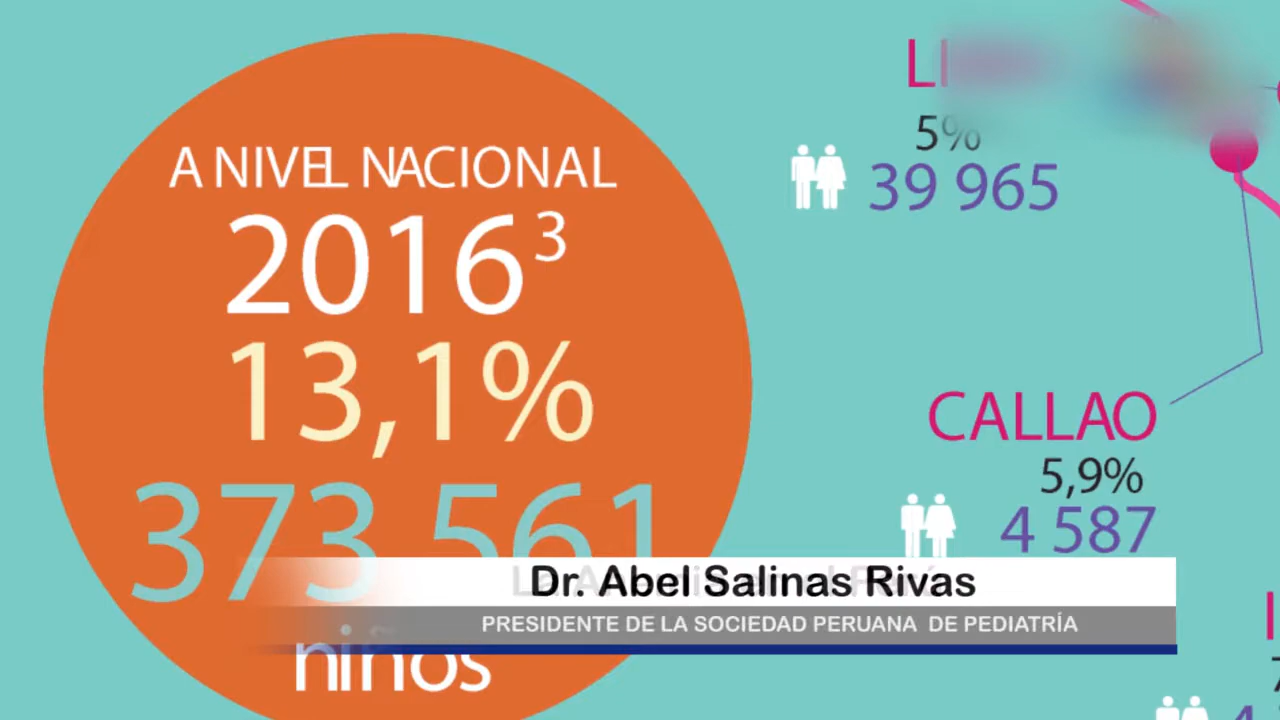 A NIVEL NACIONAL
2016³
13,1%
373 561
niños
5%
39 965
CALLAO
5,9%
4 587
Dr. Abel Salinas Rivas
PRESIDENTE DE LA SOCIEDAD PERUANA DE PEDIATRÍA